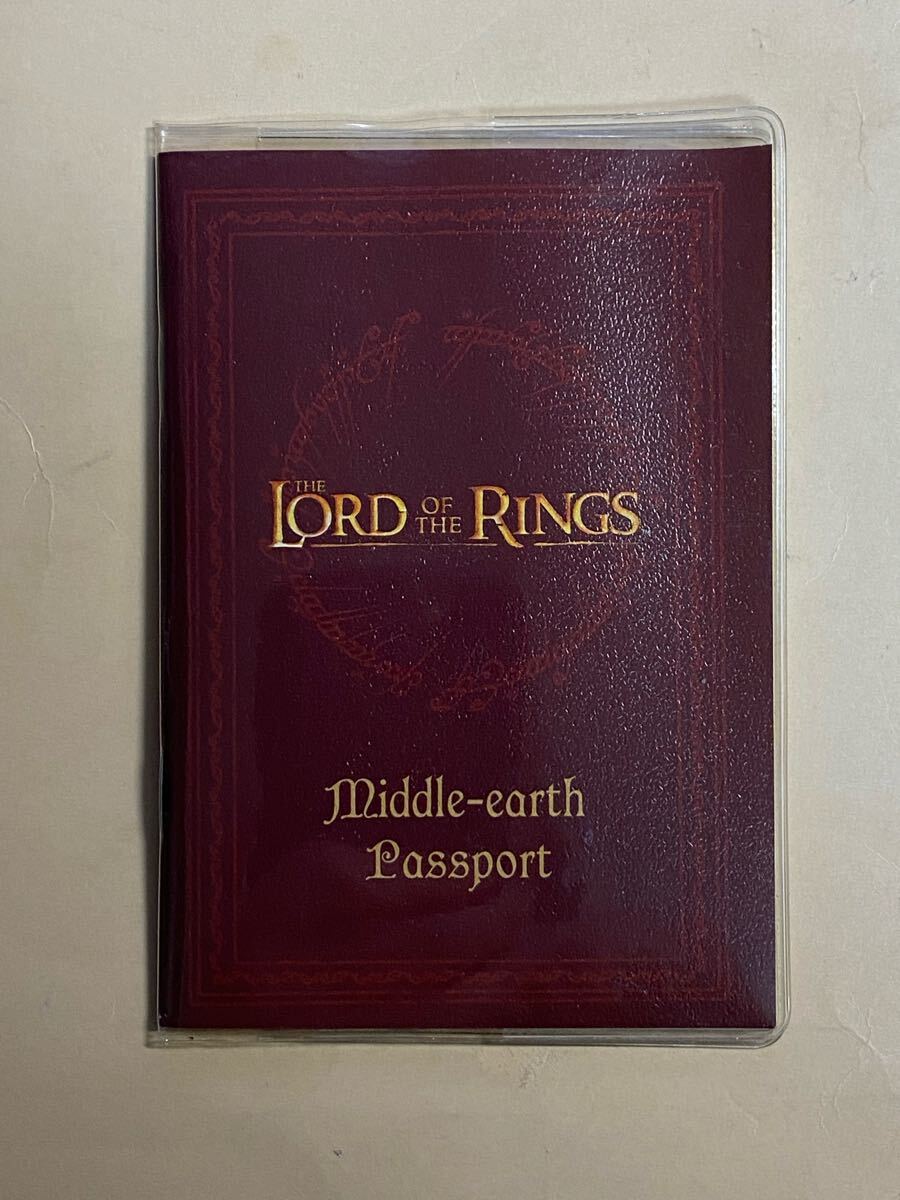 THE
LORD OF THE RINGS
Middle-earth
Passport